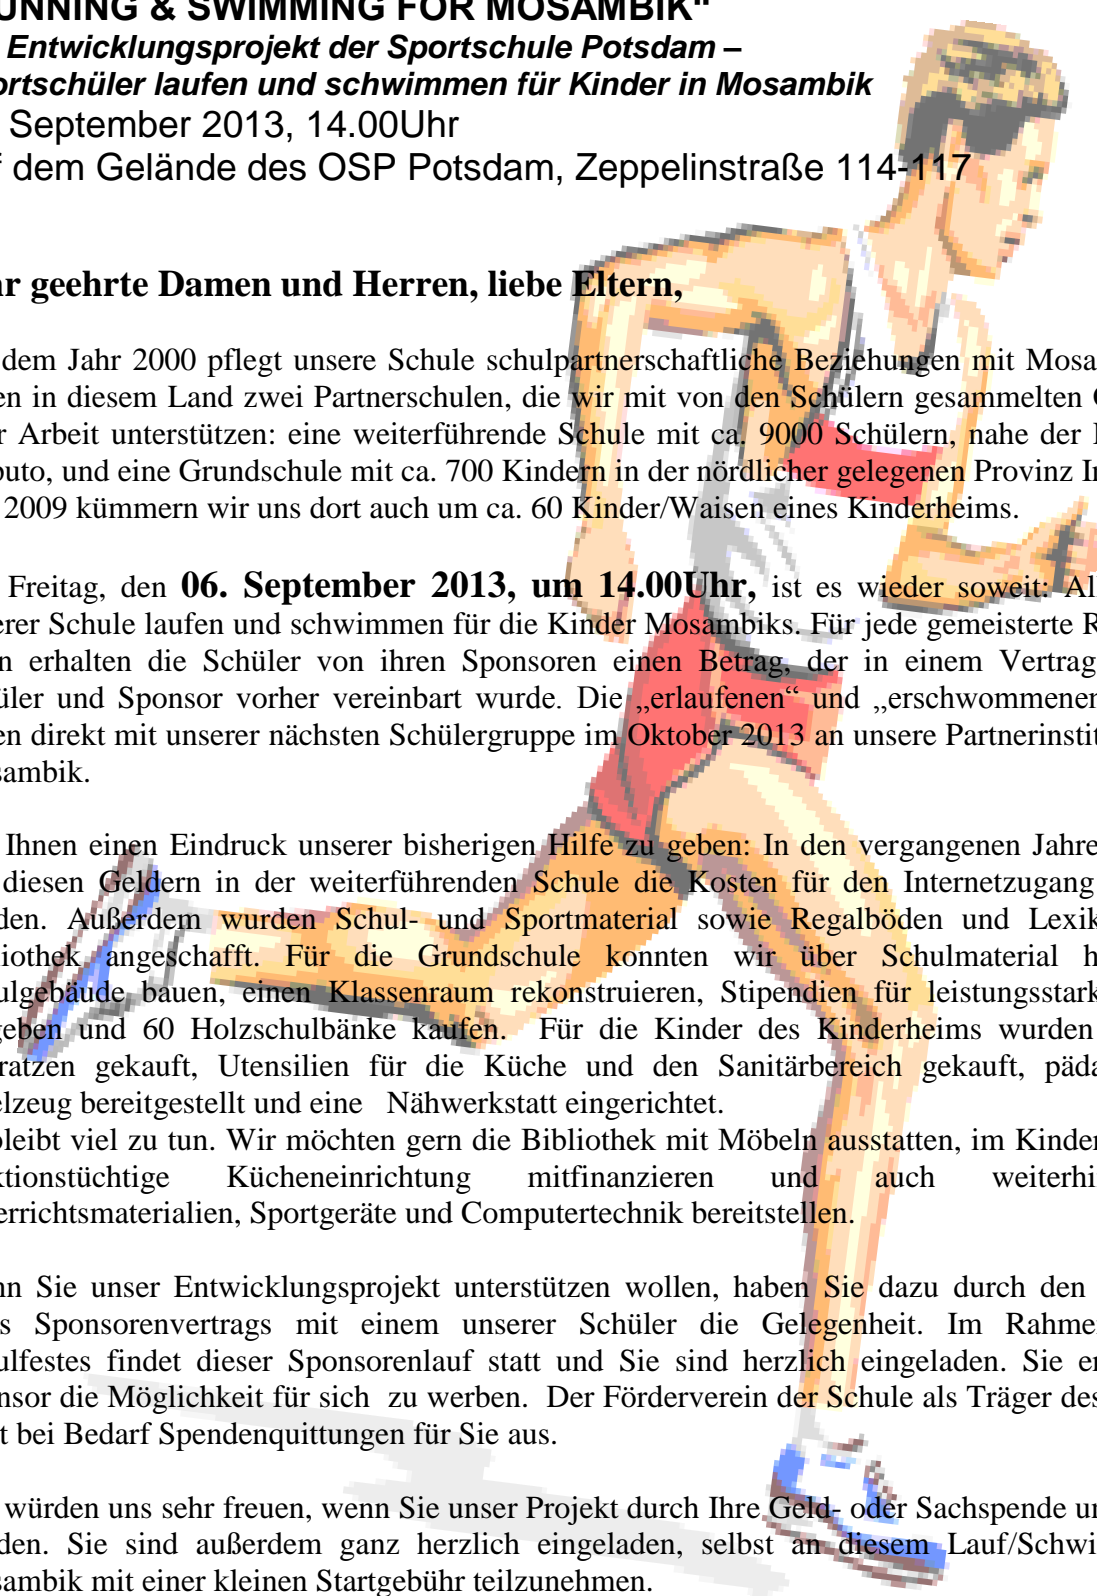 UNNING & SWIMMING FOR MOSAMBIK“
Entwicklungsprojekt der Sportschule Potsdam –
ortschüler laufen und schwimmen für Kinder in Mosambik
September 2013, 14.00Uhr
f dem Gelände des OSP Potsdam, Zeppelinstraße 114-117
hr geehrte Damen und Herren, liebe Eltern,
dem Jahr 2000 pflegt unsere Schule schulpartnerschaftliche Beziehungen mit Mosa
en in diesem Land zwei Partnerschulen, die wir mit von den Schülern gesammelten
r Arbeit unterstützen: eine weiterführende Schule mit ca. 9000 Schülern, nahe der
puto, und eine Grundschule mit ca. 700 Kindern in der nördlicher gelegenen Provinz In
2009 kümmern wir uns dort auch um ca. 60 Kinder/Waisen eines Kinderheims.
Freitag, den 06. September 2013, um 14.00Uhr, ist es wieder soweit: All
erer Schule laufen und schwimmen für die Kinder Mosambiks. Für jede gemeisterte R
n erhalten die Schüler von ihren Sponsoren einen Betrag, der in einem Vertrag
üler und Sponsor vorher vereinbart wurde. Die „erlaufenen“ und „erschwommenen
en direkt mit unserer nächsten Schülergruppe im Oktober 2013 an unsere Partnerinstit
sambik.
Ihnen einen Eindruck unserer bisherigen Hilfe zu geben: In den vergangenen Jahre
diesen Geldern in der weiterführenden Schule die Kosten für den Internetzugang
den. Außerdem wurden Schul- und Sportmaterial sowie Regalböden und Lexik
liothek angeschafft. Für die Grundschule konnten wir über Schulmaterial h
ulgebäude bauen, einen Klassenraum rekonstruieren, Stipendien für leistungsstark
geben und 60 Holzschulbänke kaufen. Für die Kinder des Kinderheims wurden
ratzen gekauft, Utensilien für die Küche und den Sanitärbereich gekauft, päda
elzeug bereitgestellt und eine Nähwerkstatt eingerichtet.
bleibt viel zu tun. Wir möchten gern die Bibliothek mit Möbeln ausstatten, im Kinder
ktionstüchtige Kücheneinrichtung mitfinanzieren und auch weiterhi
errichtsmaterialien, Sportgeräte und Computertechnik bereitstellen.
nn Sie unser Entwicklungsprojekt unterstützen wollen, haben Sie dazu durch den
s Sponsorenvertrags mit einem unserer Schüler die Gelegenheit. Im Rahme
ulfestes findet dieser Sponsorenlauf statt und Sie sind herzlich eingeladen. Sie er
nsor die Möglichkeit für sich zu werben. Der Förderverein der Schule als Träger des
t bei Bedarf Spendenquittungen für Sie aus.
würden uns sehr freuen, wenn Sie unser Projekt durch Ihre Geld- oder Sachspende un
den. Sie sind außerdem ganz herzlich eingeladen, selbst an diesem Lauf/Schwi
sambik mit einer kleinen Startgebühr teilzunehmen.